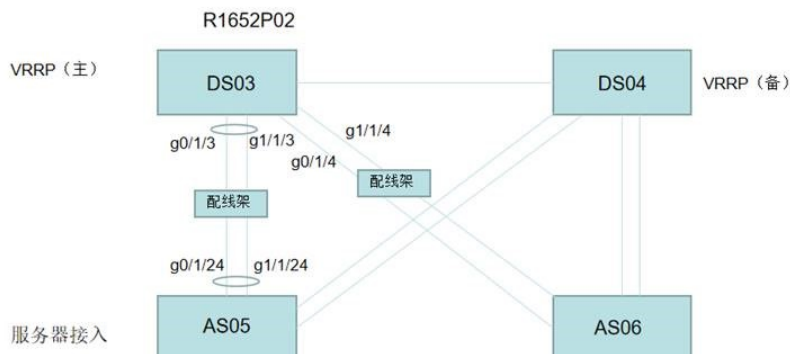 R1652P02
VRRP（主）
DS03
DS04
VRRP（备）
g0/1/3
g1/1/3
g1/1/4
g0/1/4
配线架
配线架
g0/1/24
g1/1/24
服务器接入
AS05
AS06